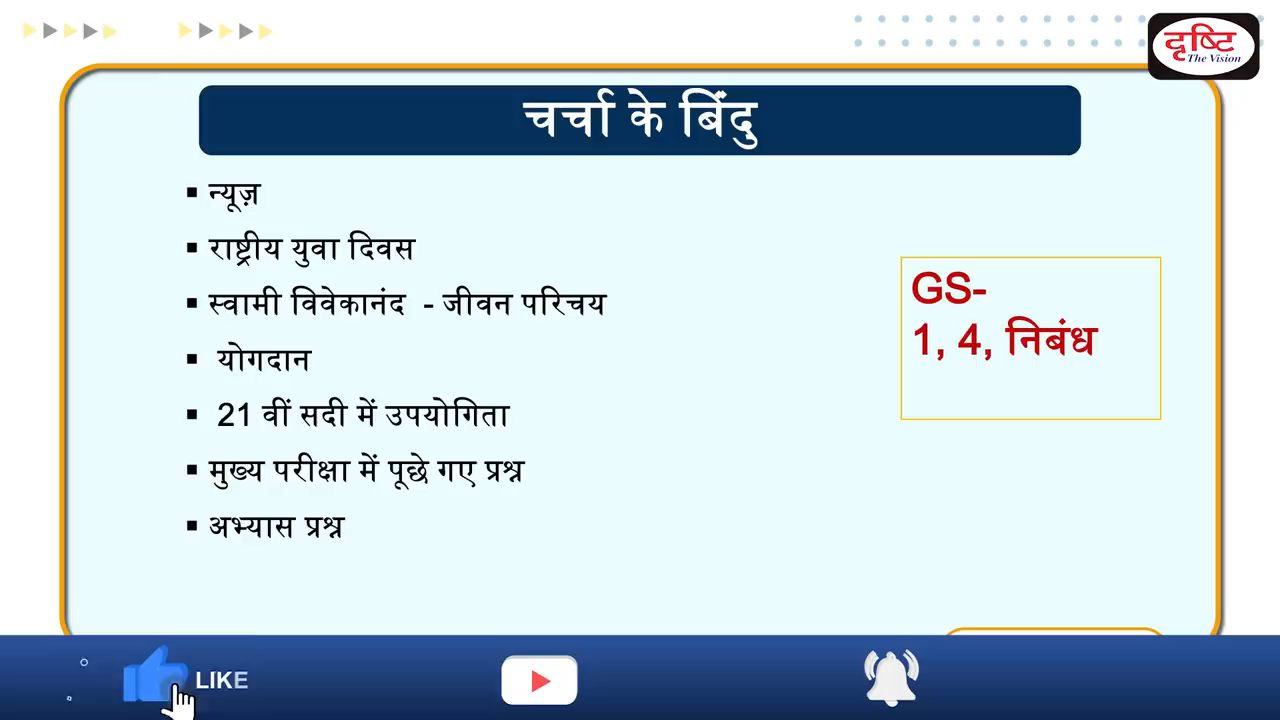 दृष्टि
The Vision
चर्चा के बिंदु
▪ न्यूज़
▪ राष्ट्रीय युवा दिवस
▪ स्वामी विवेकानंद - जीवन परिचय
▪ योगदान
▪ 21 वीं सदी में उपयोगिता
▪ मुख्य परीक्षा में पूछे गए प्रश्न
▪ अभ्यास प्रश्न
GS-
1, 4, निबंध
LIKE